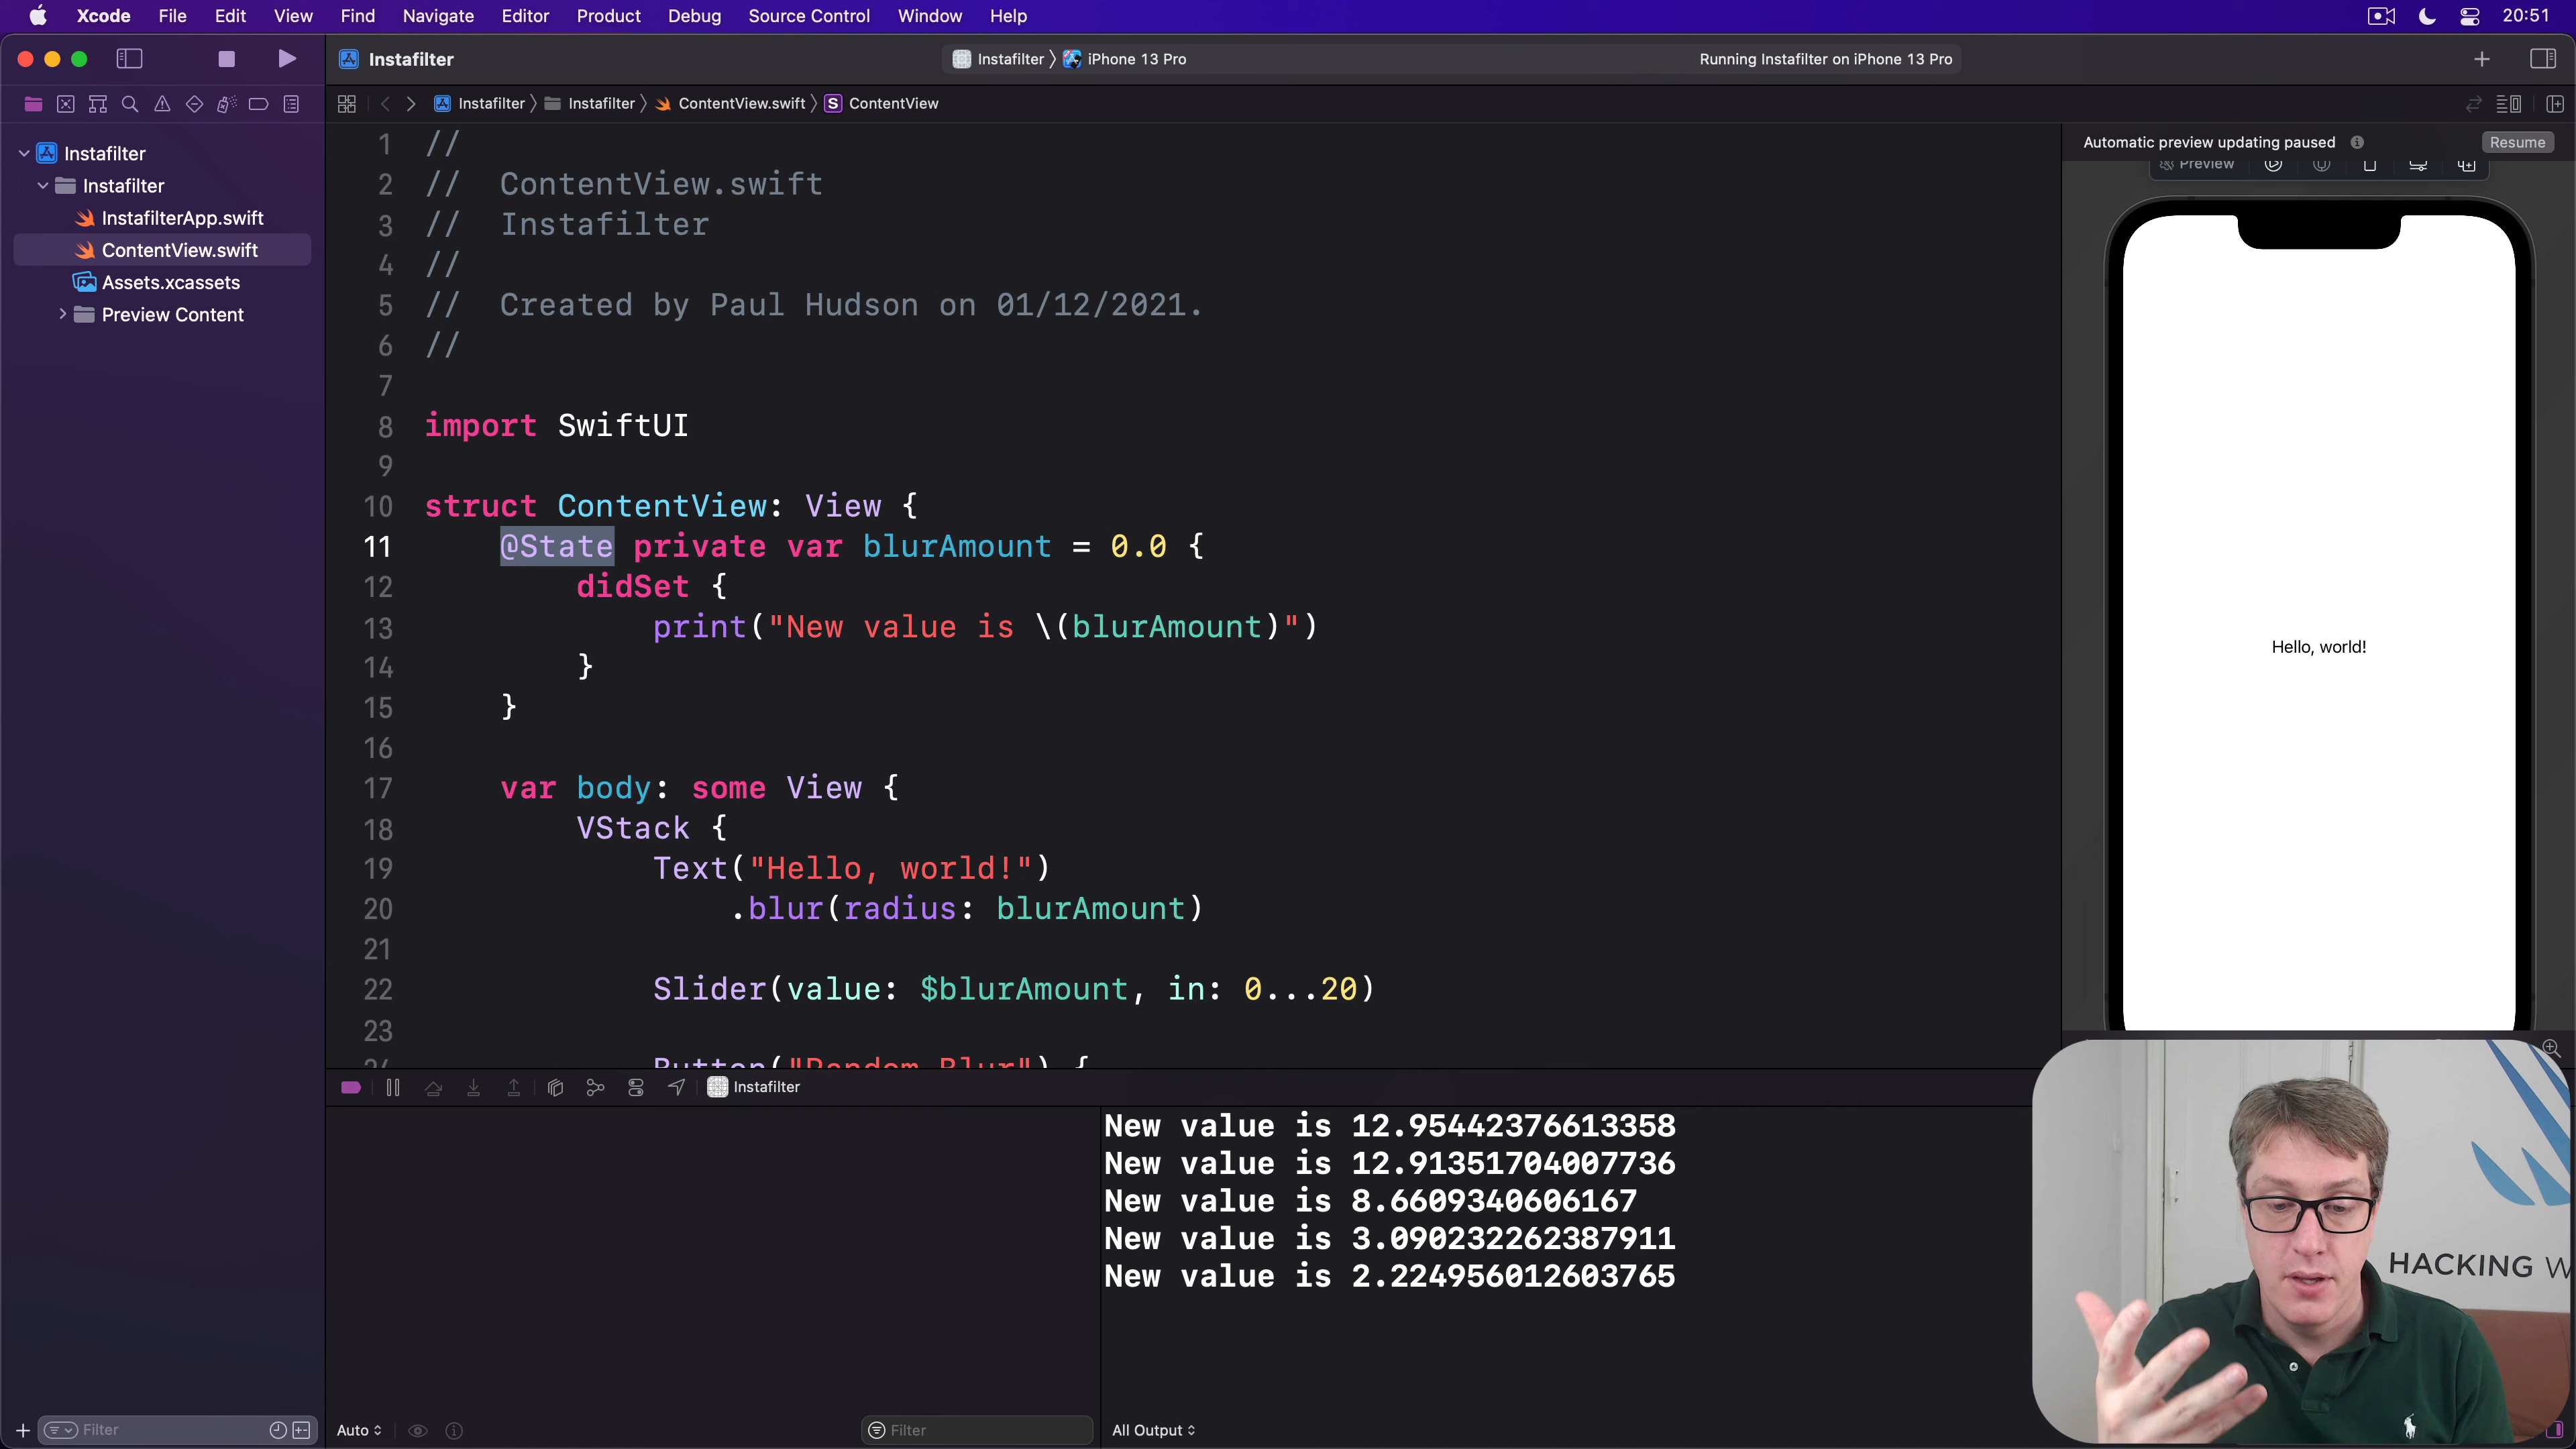 Xcode File Edit View Find Navigate Editor Product Debug Source Control Window Help 20:51
Instafilter Instafilter iPhone 13 Pro Running Instafilter on iPhone 13 Pro
Instafilter Instafilter ContentView.swift S ContentView
Automatic preview updating paused Resume
Preview
Instafilter
Instafilter
InstafilterApp.swift
ContentView.swift
Assets.xcassets
Preview Content
1 //
2 // ContentView.swift
3 // Instafilter
4 //
5 // Created by Paul Hudson on 01/12/2021.
6 //
7
8 import SwiftUI
9
10 struct ContentView: View {
11 @State private var blurAmount = 0.0 {
12 didSet {
13 print("New value is \(blurAmount)")
14 }
15 }
16
17 var body: some View {
18 VStack {
19 Text("Hello, world!")
20 .blur(radius: blurAmount)
21
22 Slider(value: $blurAmount, in: 0...20)
23
24 Button("Random Blur") {
Hello, world!
Instafilter
New value is 12.95442376613358
New value is 12.91351704007736
New value is 8.6609340606167
New value is 3.090232262387911
New value is 2.224956012603765
HACKING W
Filter
Auto
Filter
All Output